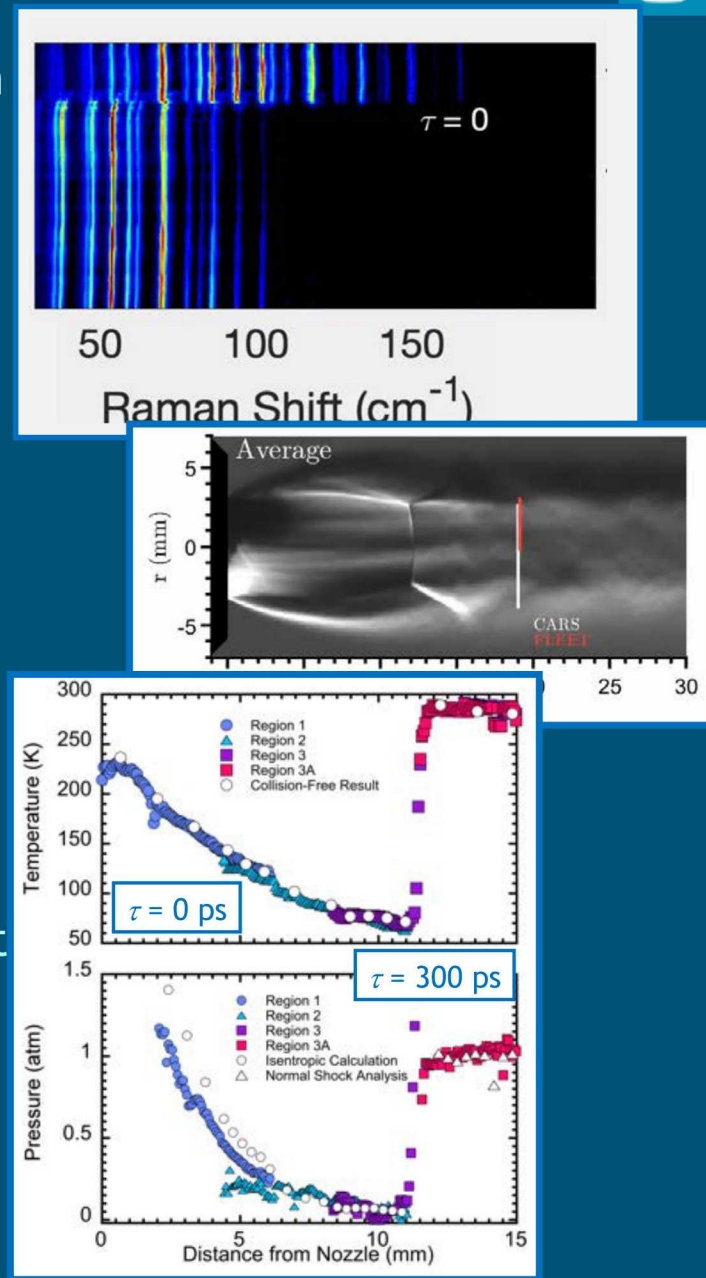 τ = 0
50 100 150
Raman Shift (cm⁻¹)
Average
5
0
-5
r (mm)
CARS
FLEET
25 30
300
250
200
150
100
50
Temperature (K)
Region 1
Region 2
Region 3
Region 3A
Collision-Free Result
τ = 0 ps
τ = 300 ps
1.5
1
0.5
0
Pressure (atm)
Region 1
Region 2
Region 3
Region 3A
Isentropic Calculation
Normal Shock Analysis
0 5 10 15
Distance from Nozzle (mm)